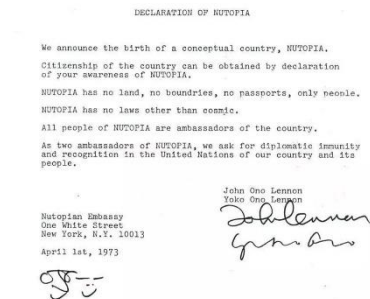 DECLARATION OF NUTOPIA
We announce the birth of a conceptual country, NUTOPIA.
Citizenship of the country can be obtained by declaration
of your awareness of NUTOPIA.
NUTOPIA has no land, no boundries, no passports, only people.
NUTOPIA has no laws other than cosmic.
All people of NUTOPIA are ambassadors of the country.
As two ambassadors of NUTOPIA, we ask for diplomatic immunity
and recognition in the United Nations of our country and its
people.
John Ono Lennon
Yoko Ono Lennon
John Lennon
Yoko Ono
Nutopian Embassy
One White Street
New York, N.Y. 10013
April 1st, 1973